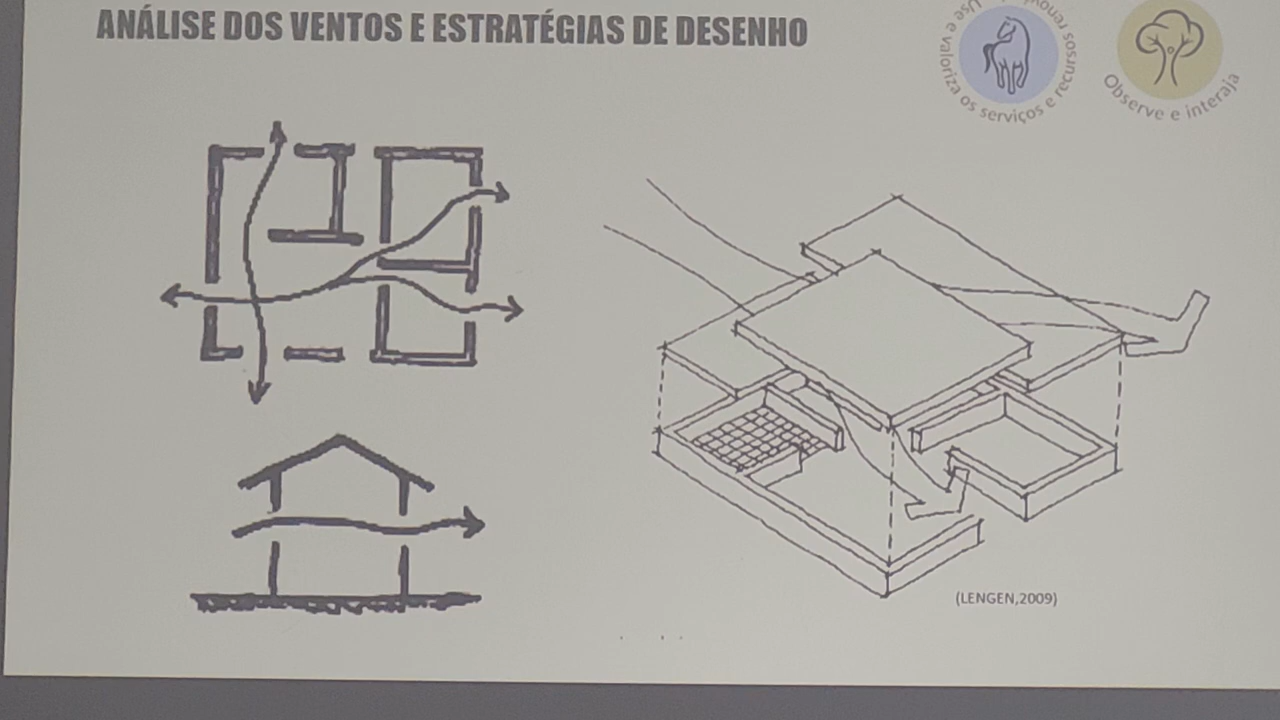 ANÁLISE DOS VENTOS E ESTRATÉGIAS DE DESENHO
Use e valoriza os serviços e recursos
Observe e interaja
(LENGEN,2009)